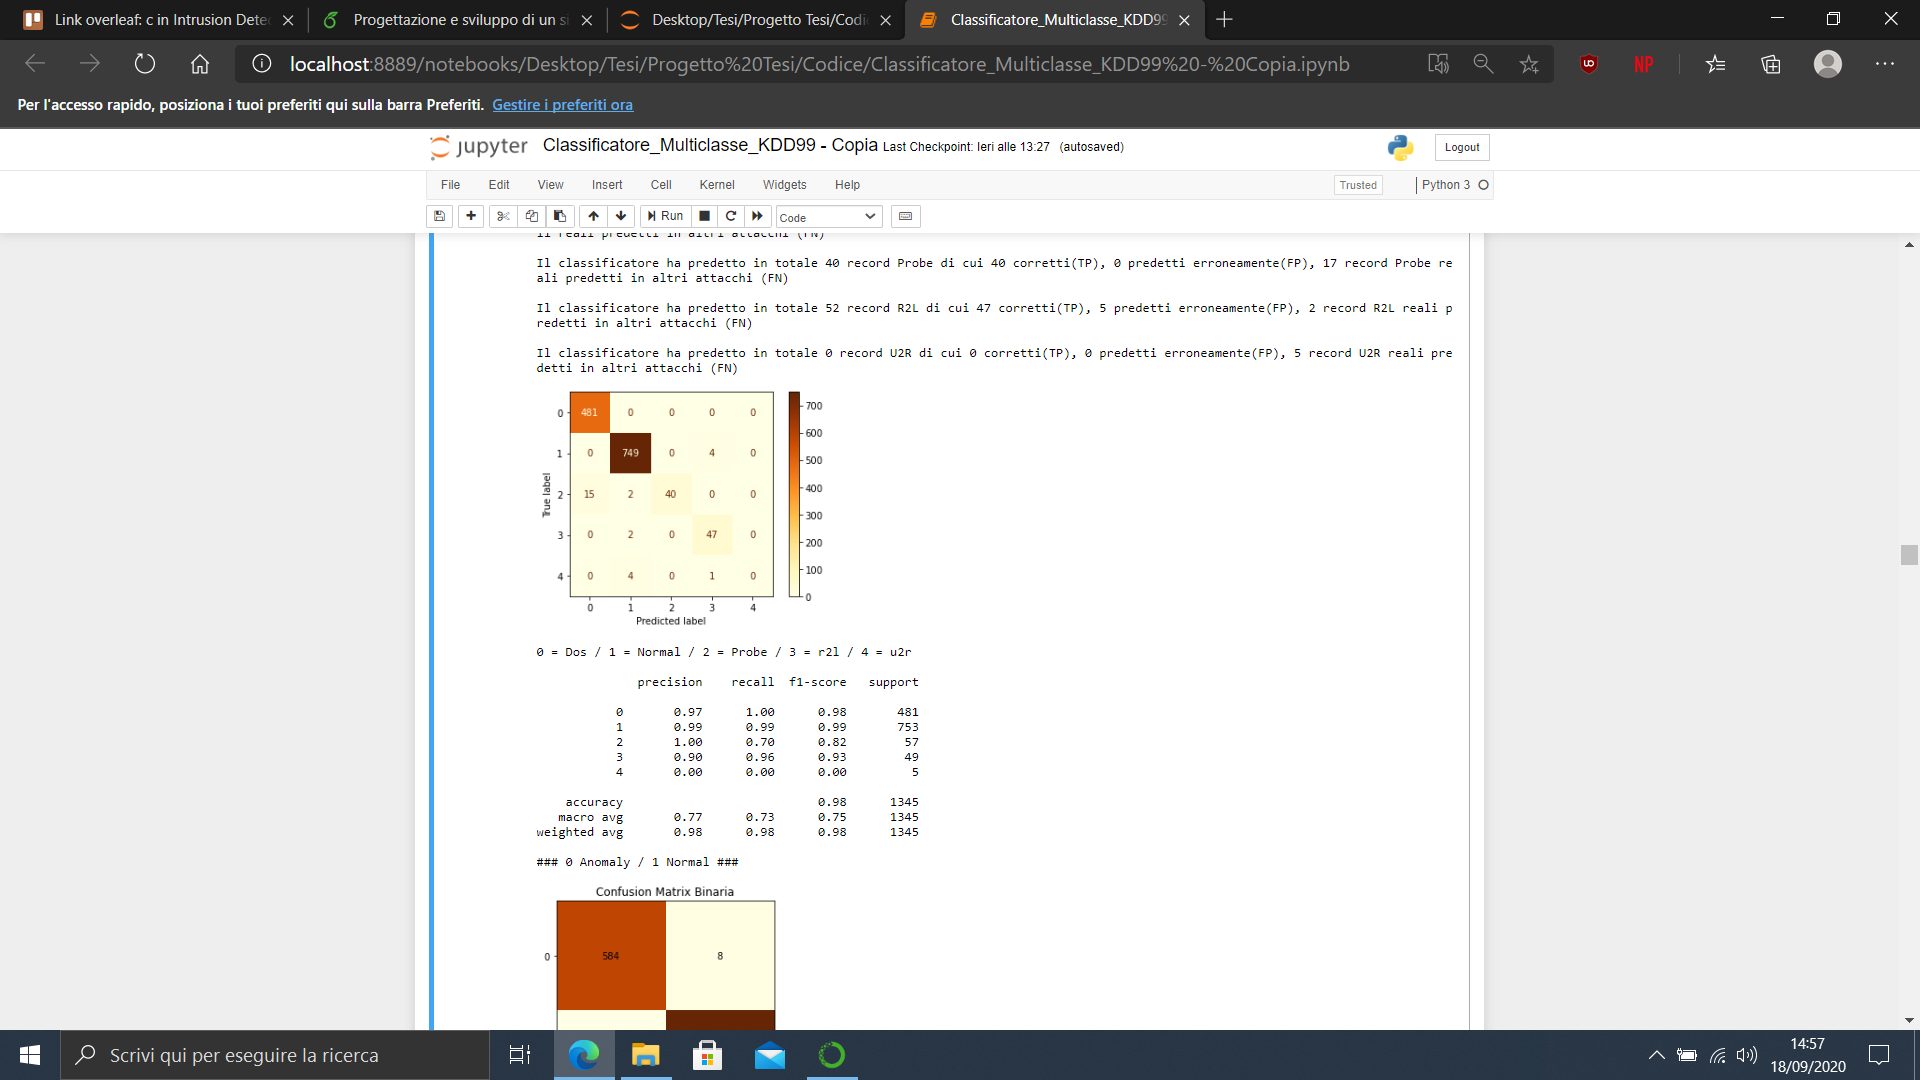 Link overleaf: c in Intrusion Dete
Progettazione e sviluppo di un si
Desktop/Tesi/Progetto Tesi/Codi
Classificatore_Multiclasse_KDD99
localhost:8889/notebooks/Desktop/Tesi/Progetto%20Tesi/Codice/Classificatore_Multiclasse_KDD99%20-%20Copia.ipynb
UD
NP
Per l'accesso rapido, posiziona i tuoi preferiti qui sulla barra Preferiti. Gestire i preferiti ora
jupyter Classificatore_Multiclasse_KDD99 - Copia Last Checkpoint: Ieri alle 13:27 (autosaved)
Logout
File Edit View Insert Cell Kernel Widgets Help
Trusted
Python 3
Run
Code
reali predetti in altri attacchi (FN)
Il classificatore ha predetto in totale 40 record Probe di cui 40 corretti(TP), 0 predetti erroneamente(FP), 17 record Probe re
ali predetti in altri attacchi (FN)
Il classificatore ha predetto in totale 52 record R2L di cui 47 corretti(TP), 5 predetti erroneamente(FP), 2 record R2L reali p
redetti in altri attacchi (FN)
Il classificatore ha predetto in totale 0 record U2R di cui 0 corretti(TP), 0 predetti erroneamente(FP), 5 record U2R reali pre
detti in altri attacchi (FN)
0 481 0 0 0 0
1 0 749 0 4 0
2 15 2 40 0 0
3 0 2 0 47 0
4 0 4 0 1 0
0 1 2 3 4
True label
Predicted label
700
600
500
400
300
200
100
0
0 = Dos / 1 = Normal / 2 = Probe / 3 = r2l / 4 = u2r
precision recall f1-score support
0 0.97 1.00 0.98 481
1 0.99 0.99 0.99 753
2 1.00 0.70 0.82 57
3 0.90 0.96 0.93 49
4 0.00 0.00 0.00 5
accuracy 0.98 1345
macro avg 0.77 0.73 0.75 1345
weighted avg 0.98 0.98 0.98 1345
### 0 Anomaly / 1 Normal ###
Confusion Matrix Binaria
0 584 8
Scrivi qui per eseguire la ricerca
14:57
18/09/2020